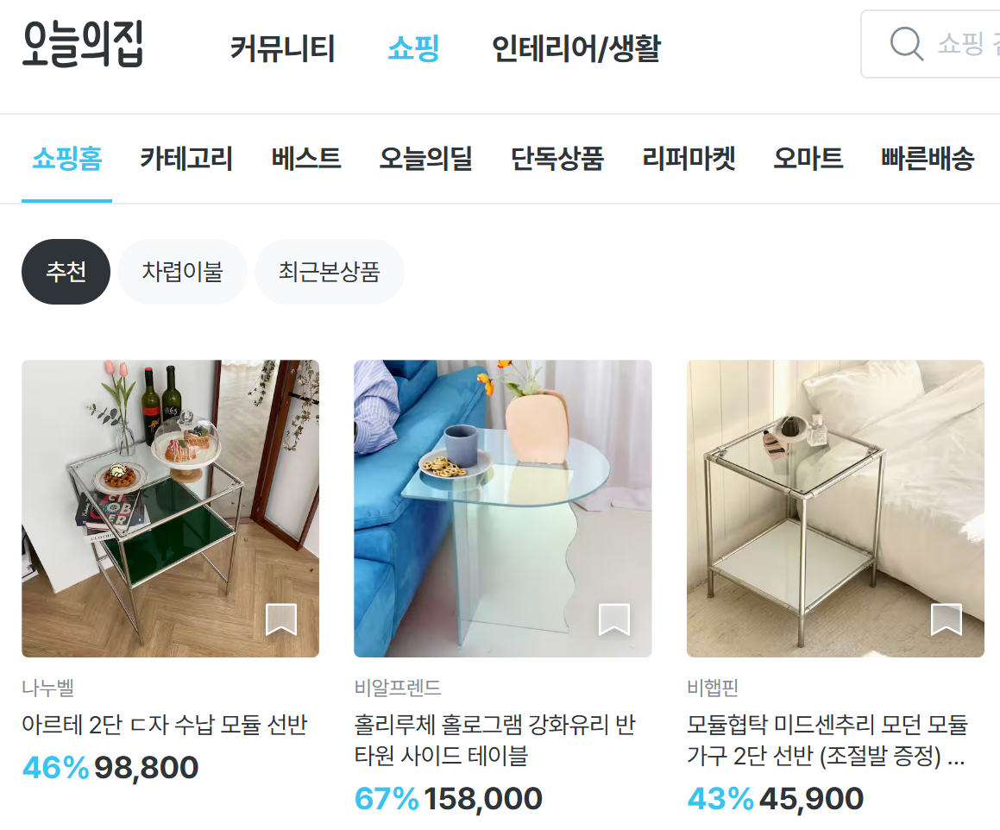 오늘의집
커뮤니티 쇼핑 인테리어/생활
쇼핑
쇼핑홈 카테고리 베스트 오늘의딜 단독상품 리퍼마켓 오마트 빠른배송
추천 차렵이불 최근본상품
나누벨
아르테 2단 ㄷ자 수납 모듈 선반
46% 98,800
비알프렌드
홀리루체 홀로그램 강화유리 반
타원 사이드 테이블
67% 158,000
비햅핀
모듈협탁 미드센추리 모던 모듈
가구 2단 선반 (조절발 증정) ...
43% 45,900